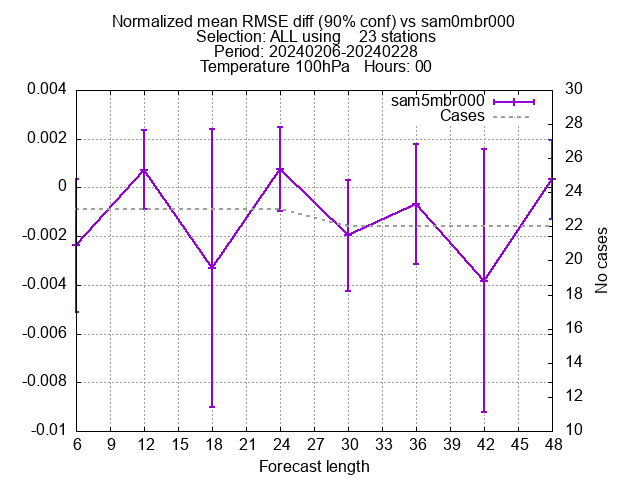 Normalized mean RMSE diff (90% conf) vs sam0mbr000
Selection: ALL using    23 stations
Period: 20240206-20240228
Temperature 100hPa   Hours: 00
sam5mbr000
Cases
0.004
0.002
0
-0.002
-0.004
-0.006
-0.008
-0.01
30
28
26
24
22
20
18
16
14
12
10
No cases
6 9 12 15 18 21 24 27 30 33 36 39 42 45 48
Forecast length